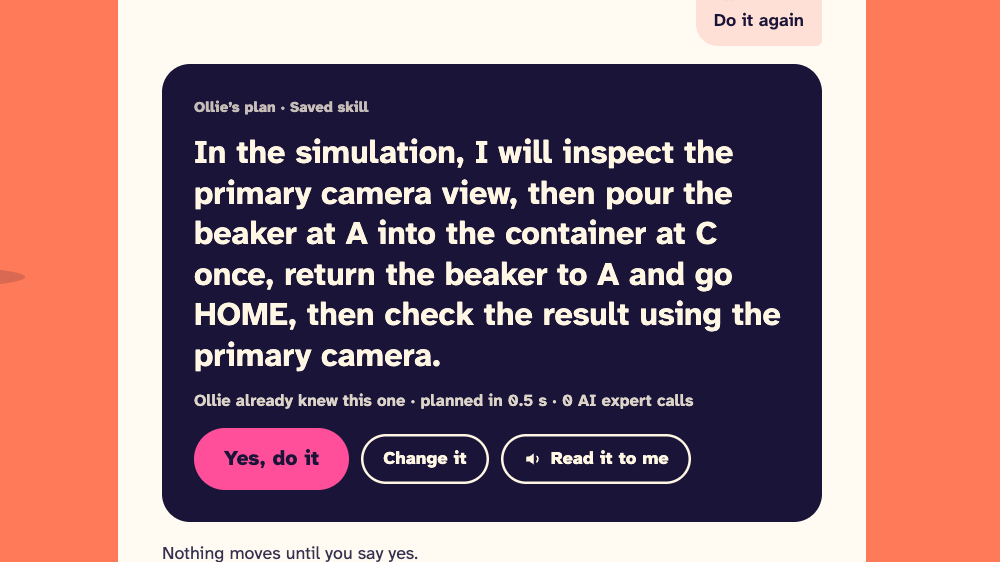 Do it again
Ollie’s plan · Saved skill
In the simulation, I will inspect the
primary camera view, then pour the
beaker at A into the container at C
once, return the beaker to A and go
HOME, then check the result using the
primary camera.
Ollie already knew this one · planned in 0.5 s · 0 AI expert calls
Yes, do it
Change it
Read it to me
Nothing moves until you say yes.